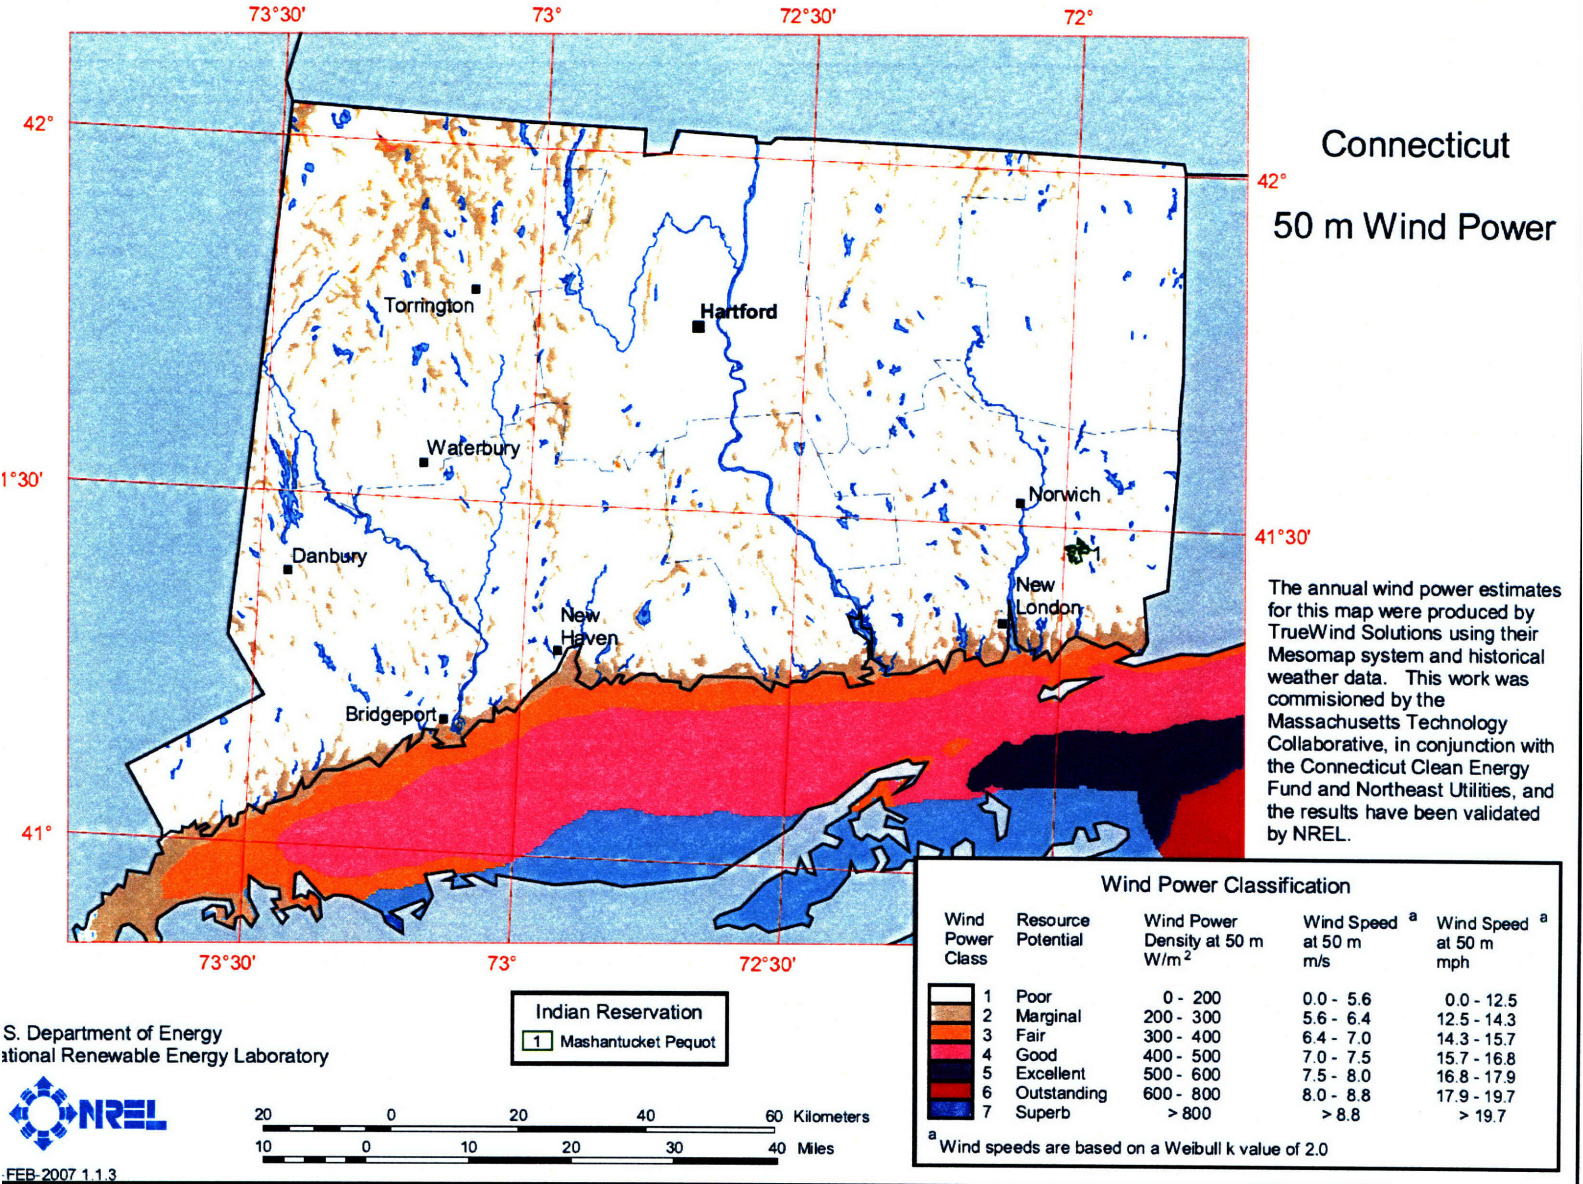 73°30' 73° 72°30' 72°
42°
42°
Connecticut
50 m Wind Power
Torrington
Hartford
Waterbury
1°30'
Norwich
41°30'
Danbury
1
New
London
New
Haven
Bridgeport
41°
The annual wind power estimates
for this map were produced by
TrueWind Solutions using their
Mesomap system and historical
weather data. This work was
commisioned by the
Massachusetts Technology
Collaborative, in conjunction with
the Connecticut Clean Energy
Fund and Northeast Utilities, and
the results have been validated
by NREL.
73°30' 73° 72°30'
Wind Power Classification
Wind Resource Wind Power Wind Speed a Wind Speed a
Power Potential Density at 50 m at 50 m at 50 m
Class W/m2 m/s mph
1 Poor 0 - 200 0.0 - 5.6 0.0 - 12.5
2 Marginal 200 - 300 5.6 - 6.4 12.5 - 14.3
3 Fair 300 - 400 6.4 - 7.0 14.3 - 15.7
4 Good 400 - 500 7.0 - 7.5 15.7 - 16.8
5 Excellent 500 - 600 7.5 - 8.0 16.8 - 17.9
6 Outstanding 600 - 800 8.0 - 8.8 17.9 - 19.7
7 Superb > 800 > 8.8 > 19.7
a Wind speeds are based on a Weibull k value of 2.0
Indian Reservation
1 Mashantucket Pequot
S. Department of Energy
ational Renewable Energy Laboratory
NREL
20 0 20 40 60 Kilometers
10 0 10 20 30 40 Miles
-FEB-2007 1.1.3